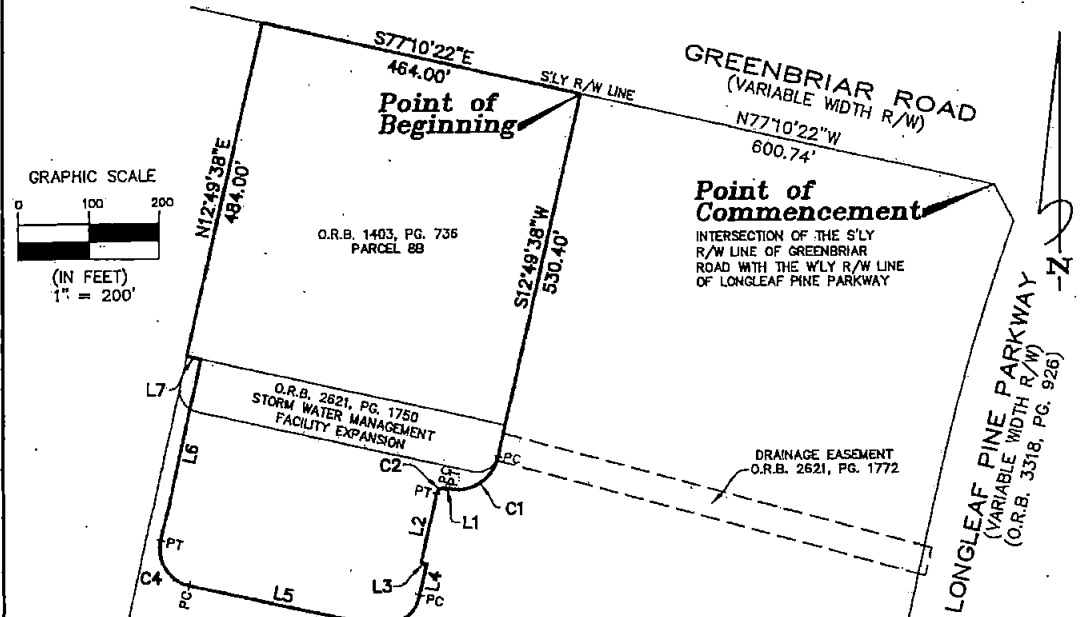 S77°10'22"E
464.00'
S'LY R/W LINE
GREENBRIAR ROAD
(VARIABLE WIDTH R/W)
N77°10'22"W
600.74'
Point of
Beginning
Point of
Commencement
INTERSECTION OF THE S'LY
R/W LINE OF GREENBRIAR
ROAD WITH THE W'LY R/W LINE
OF LONGLEAF PINE PARKWAY
GRAPHIC SCALE
0 100 200
(IN FEET)
1" = 200'
N12°49'38"E
484.00'
O.R.B. 1403, PG. 736
PARCEL 8B
S12°49'38"W
530.40'
N
LONGLEAF PINE PARKWAY
(VARIABLE WIDTH R/W)
(O.R.B. 3318, PG. 926)
L7
O.R.B. 2621, PG. 1750
STORM WATER MANAGEMENT
FACILITY EXPANSION
DRAINAGE EASEMENT
O.R.B. 2621, PG. 1772
L6
C2
PC
PT
PC
PT
L1
C1
L2
L3
L4
PC
PT
C4
PC
L5